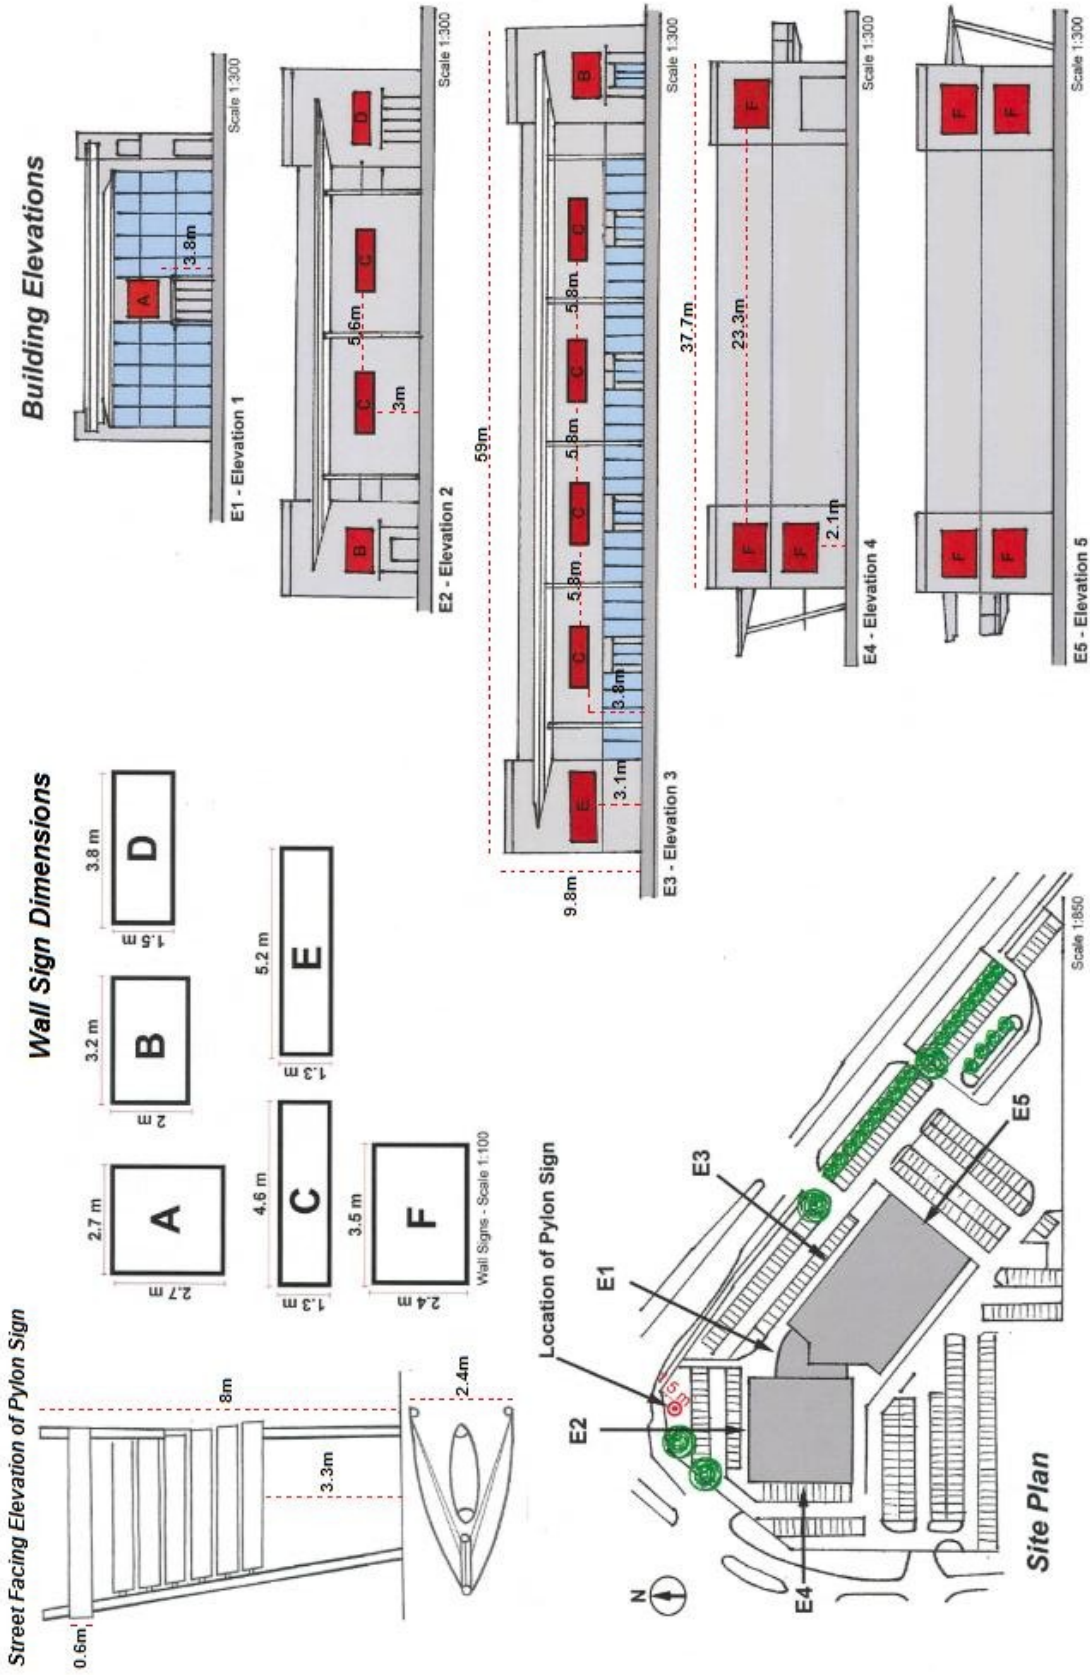 Street Facing Elevation of Pylon Sign
0.6m
8m
3.3m
2.4m
Wall Sign Dimensions
2.7 m
2.7 m
A
3.2 m
2 m
B
3.8 m
1.5 m
D
4.6 m
1.3 m
C
5.2 m
1.3 m
E
3.5 m
2.4 m
F
Wall Signs - Scale 1:100
Building Elevations
A
3.8m
E1 - Elevation 1
Scale 1:300
B
C
5.6m
C
D
3m
E2 - Elevation 2
Scale 1:300
59m
9.8m
E
C
5.8m
C
5.8m
C
5.8m
C
B
3.1m
3.8m
E3 - Elevation 3
Scale 1:300
37.7m
F
23.3m
F
F
2.1m
E4 - Elevation 4
Scale 1:300
F
F
F
F
E5 - Elevation 5
Scale 1:300
Location of Pylon Sign
E1
E2
E3
E4
E5
N
Site Plan
Scale 1:850